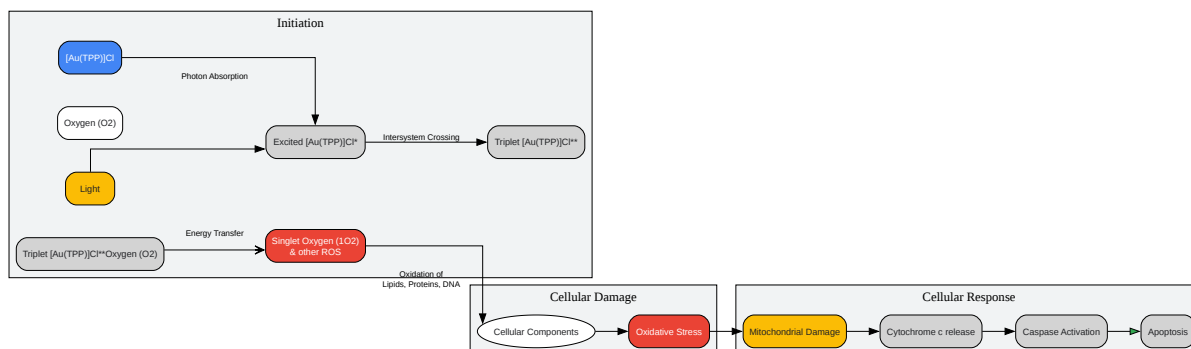 Initiation
[Au(TPP)]Cl
Photon Absorption
Oxygen (O2)
Excited [Au(TPP)]Cl*
Intersystem Crossing
Triplet [Au(TPP)]Cl**
Light
Triplet [Au(TPP)]Cl**Oxygen (O2)
Energy Transfer
Singlet Oxygen (1O2)
& other ROS
Oxidation of
Lipids, Proteins, DNA
Cellular Damage
Cellular Components
Oxidative Stress
Cellular Response
Mitochondrial Damage
Cytochrome c release
Caspase Activation
Apoptosis